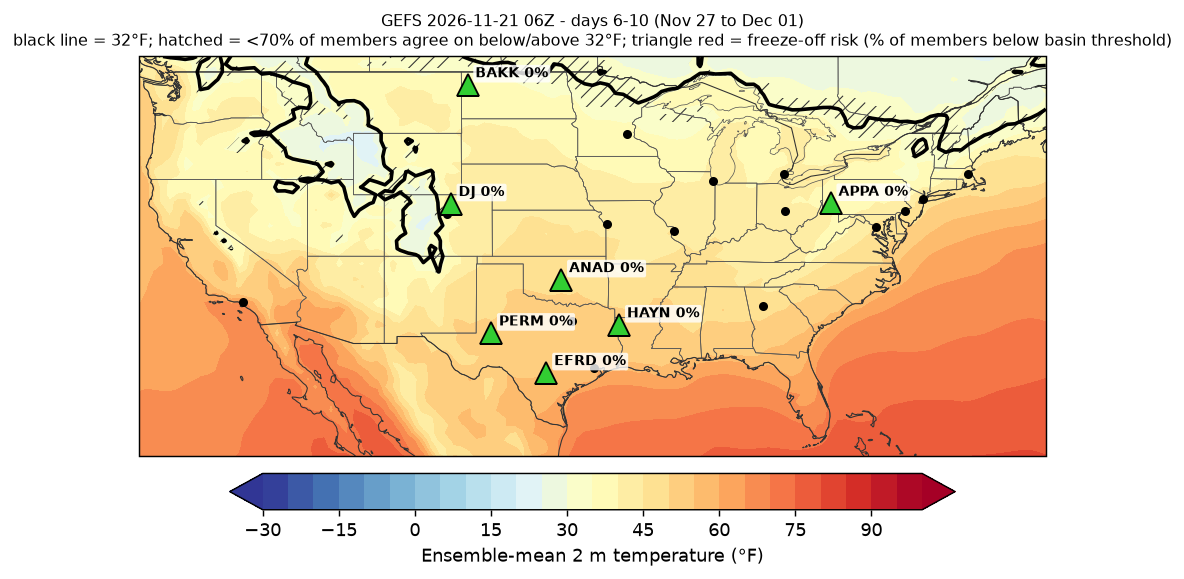 GEFS 2026-11-21 06Z - days 6-10 (Nov 27 to Dec 01)
black line = 32°F; hatched = <70% of members agree on below/above 32°F; triangle red = freeze-off risk (% of members below basin threshold)
BAKK 0%
DJ 0%
APPA 0%
ANAD 0%
HAYN 0%
PERM 0%
EFRD 0%
−30 −15 0 15 30 45 60 75 90
Ensemble-mean 2 m temperature (°F)